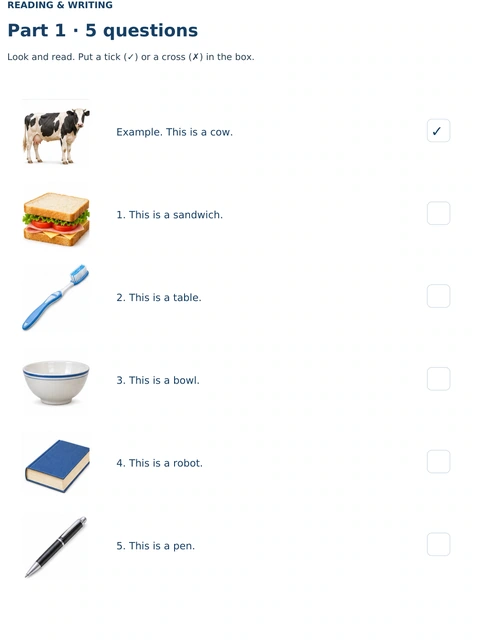 READING & WRITING
Part 1 · 5 questions
Look and read. Put a tick (✓) or a cross (✗) in the box.
Example. This is a cow.
✓
1. This is a sandwich.
2. This is a table.
3. This is a bowl.
4. This is a robot.
5. This is a pen.